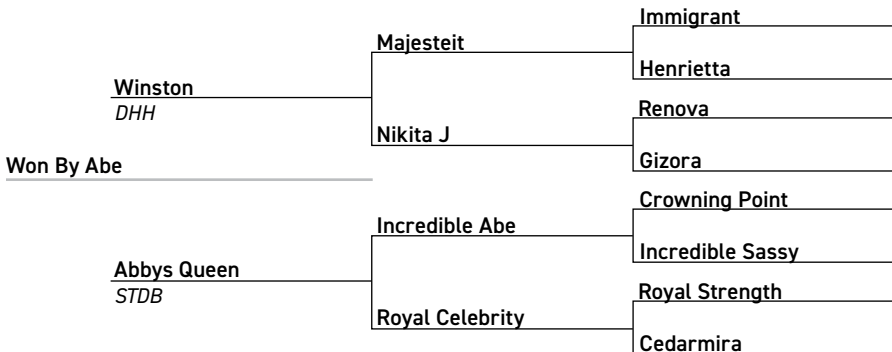 Immigrant
Majesteit
Henrietta
Winston
DHH
Renova
Nikita J
Gizora
Won By Abe
Crowning Point
Incredible Abe
Incredible Sassy
Abbys Queen
STDB
Royal Strength
Royal Celebrity
Cedarmira